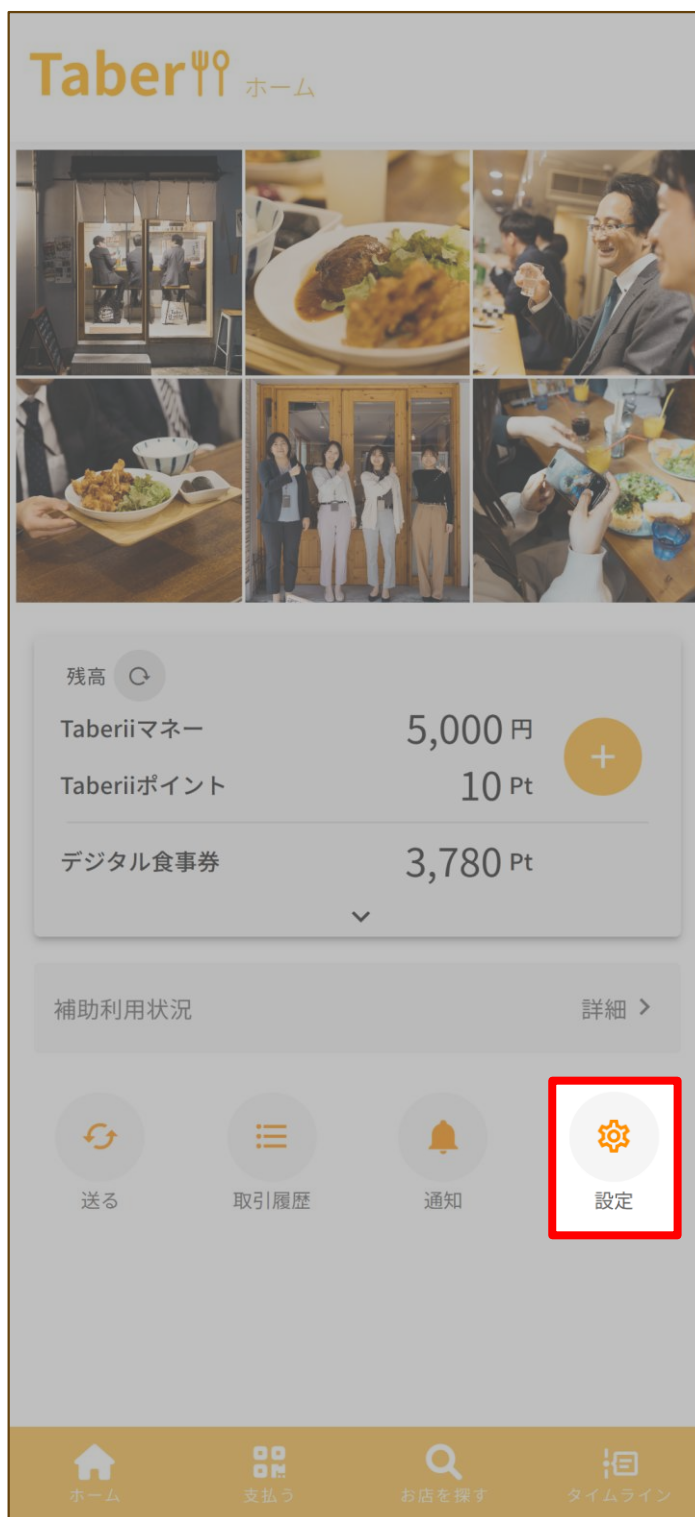 Taberii ホーム
残高
Taberiiマネー 5,000 円
Taberiiポイント 10 Pt
デジタル食事券 3,780 Pt
補助利用状況 詳細
送る 取引履歴 通知 設定
ホーム 支払う お店を探す タイムライン